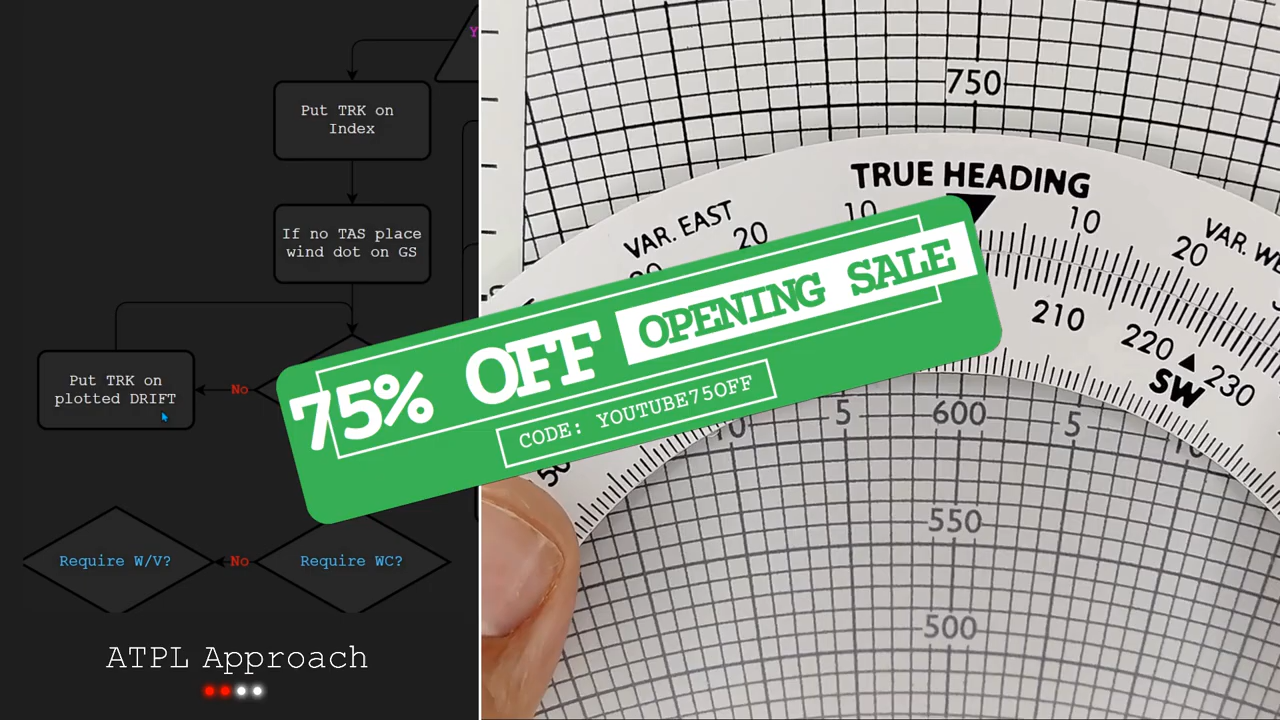 Put TRK on
Index
If no TAS place
wind dot on GS
Put TRK on
plotted DRIFT
No
Require W/V?
No
Require WC?
ATPL Approach
75% OFF OPENING SALE
CODE: YOUTUBE75OFF
750
TRUE HEADING
VAR. EAST
20
10
10
20
210
220
230
SW
5
600
5
10
550
500
50